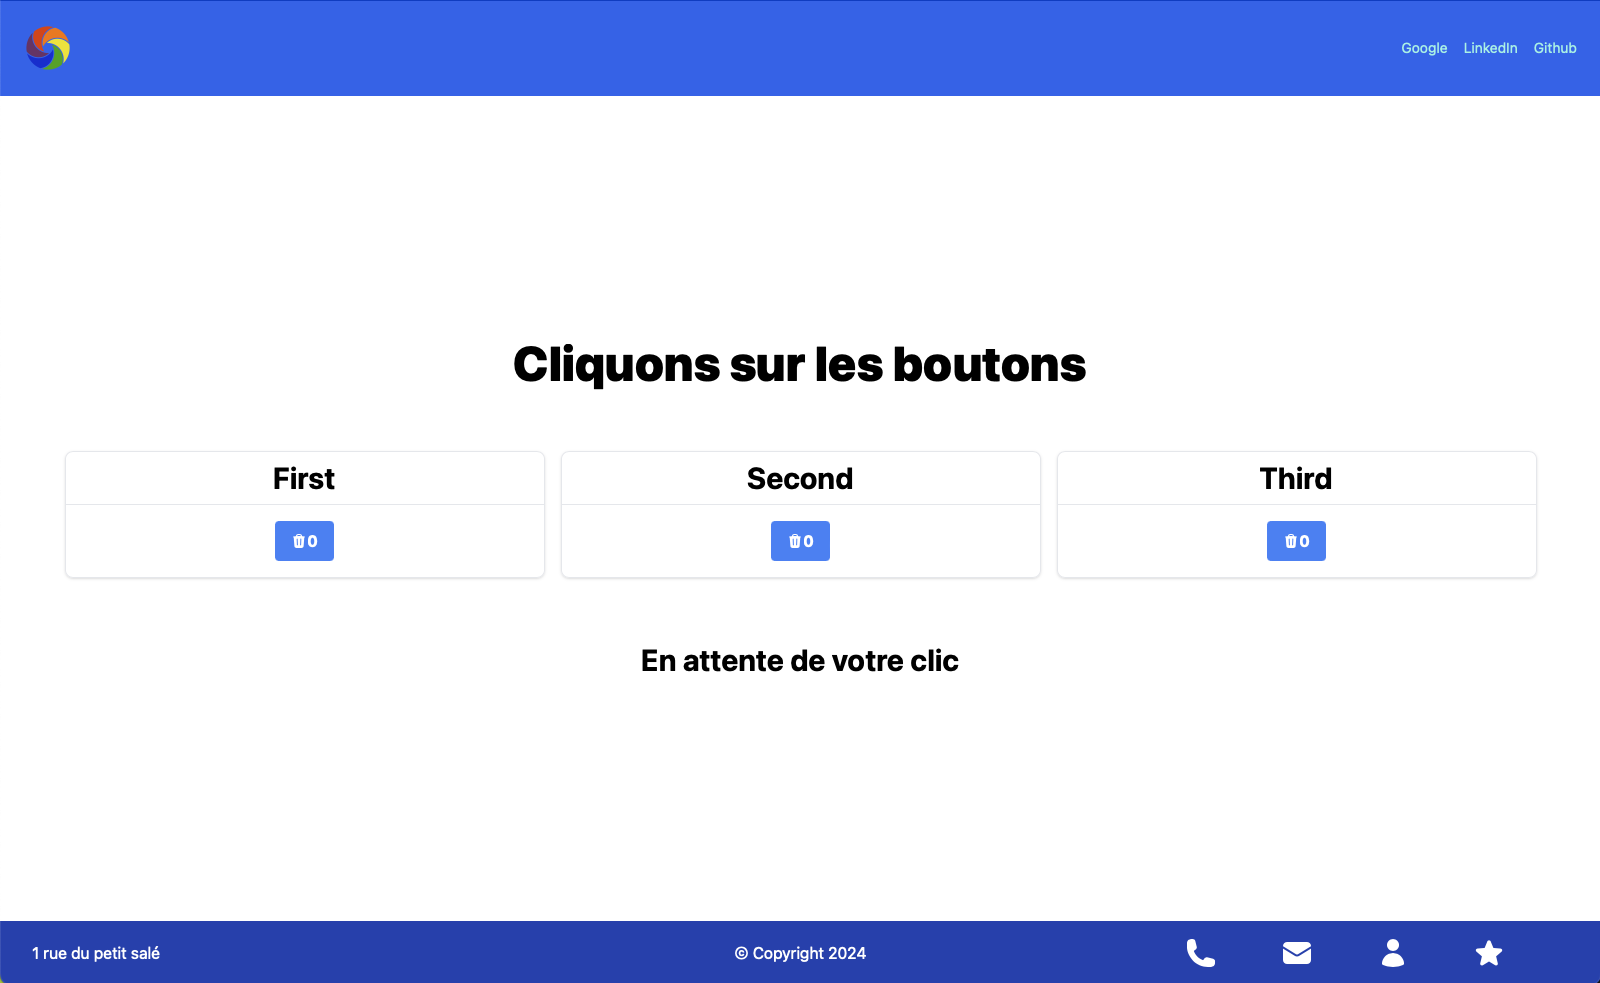 Google LinkedIn Github
Cliquons sur les boutons
First Second Third
0 0 0
En attente de votre clic
1 rue du petit salé © Copyright 2024